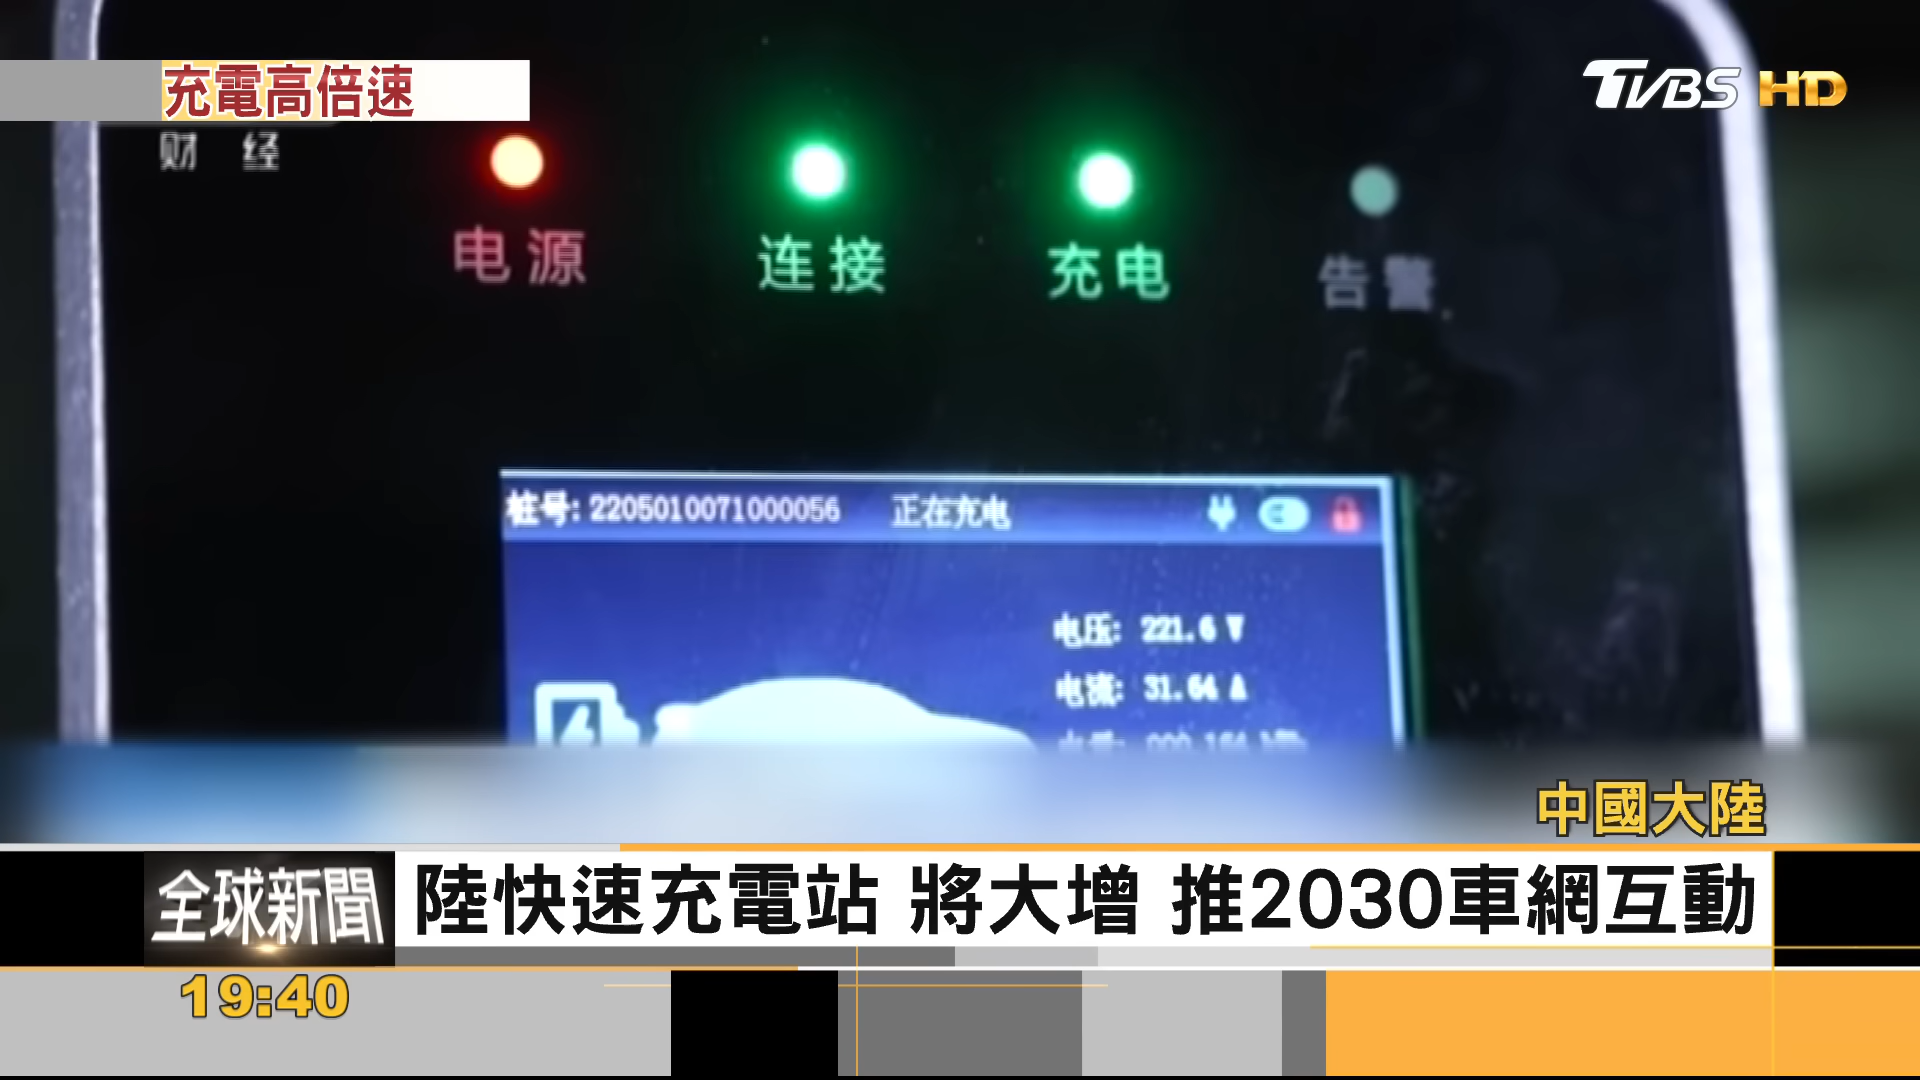 充電高倍速
TVBS HD
财 经
电源 连接 充电 告警
桩号: 2205010071000056 正在充电
电压: 221.6 V
电流: 31.64 A
中國大陸
全球新聞
陸快速充電站 將大增 推2030車網互動
19:40